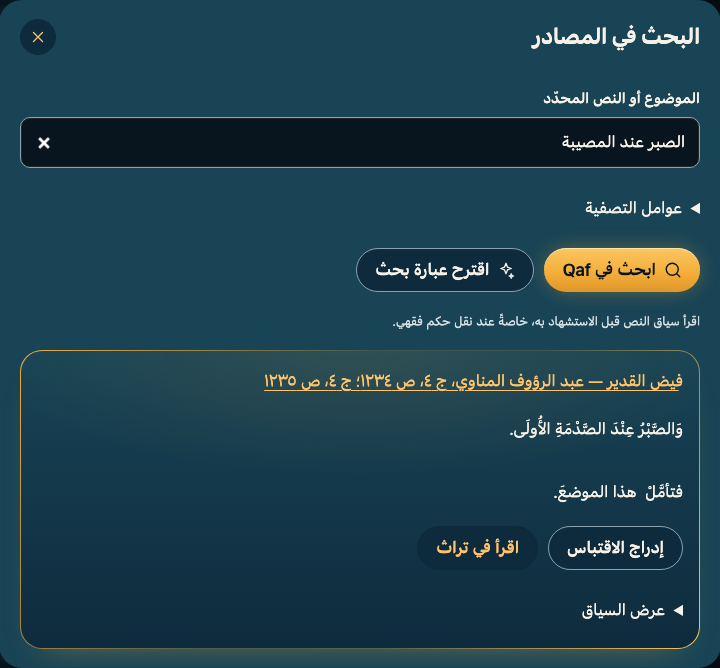 البحث في المصادر
الموضوع أو النص المحدّد
الصبر عند المصيبة
عوامل التصفية
ابحث في Qaf
اقترح عبارة بحث
اقرأ سياق النص قبل الاستشهاد به، خاصةً عند نقل حكم فقهي.
فيض القدير — عبد الرؤوف المناوي، ج ٤، ص ١٢٣٤؛ ج ٤، ص ١٢٣٥
وَالصَّبْرُ عِنْدَ الصَّدْمَةِ الأُولَى.
فتأمَّلْ هذا الموضعَ.
إدراج الاقتباس
اقرأ في تراث
عرض السياق